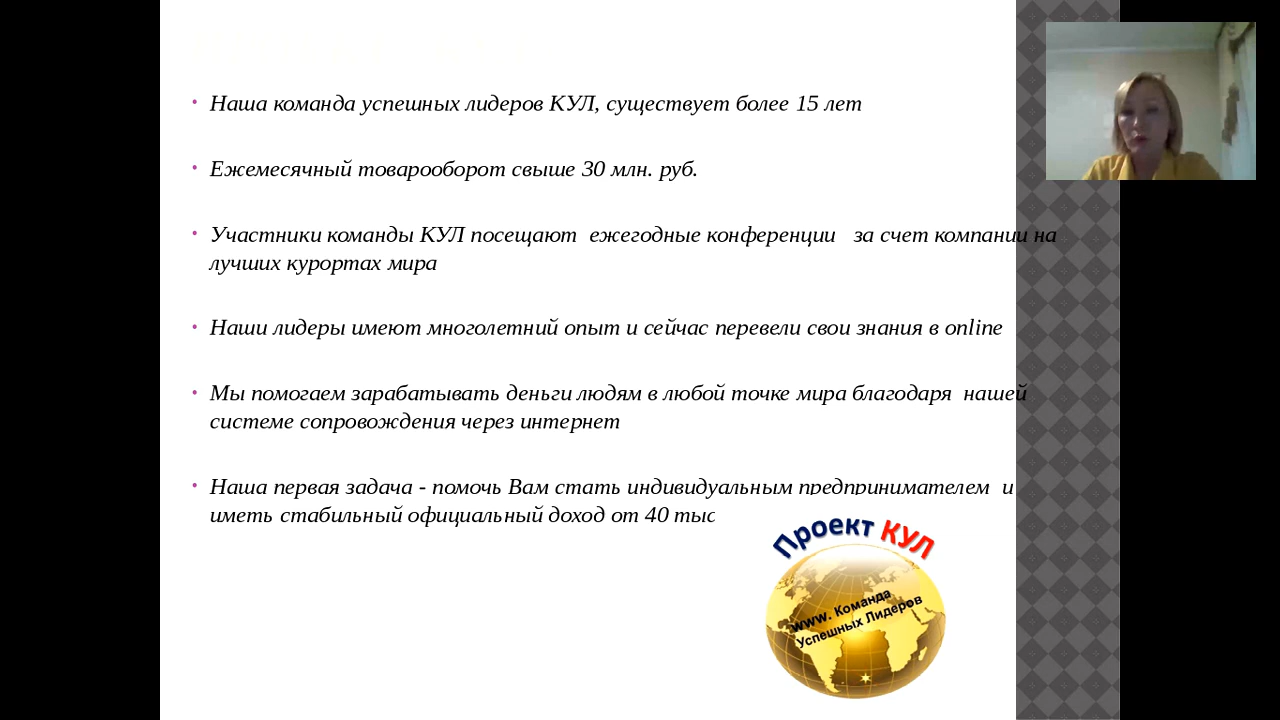 Наша команда успешных лидеров КУЛ, существует более 15 лет
Ежемесячный товарооборот свыше 30 млн. руб.
Участники команды КУЛ посещают ежегодные конференции за счет компании на
лучших курортах мира
Наши лидеры имеют многолетний опыт и сейчас перевели свои знания в online
Мы помогаем зарабатывать деньги людям в любой точке мира благодаря нашей
системе сопровождения через интернет
Наша первая задача - помочь Вам стать индивидуальным предпринимателем и
иметь стабильный официальный доход от 40 тыс
Проект КУЛ
www. Команда
Успешных Лидеров